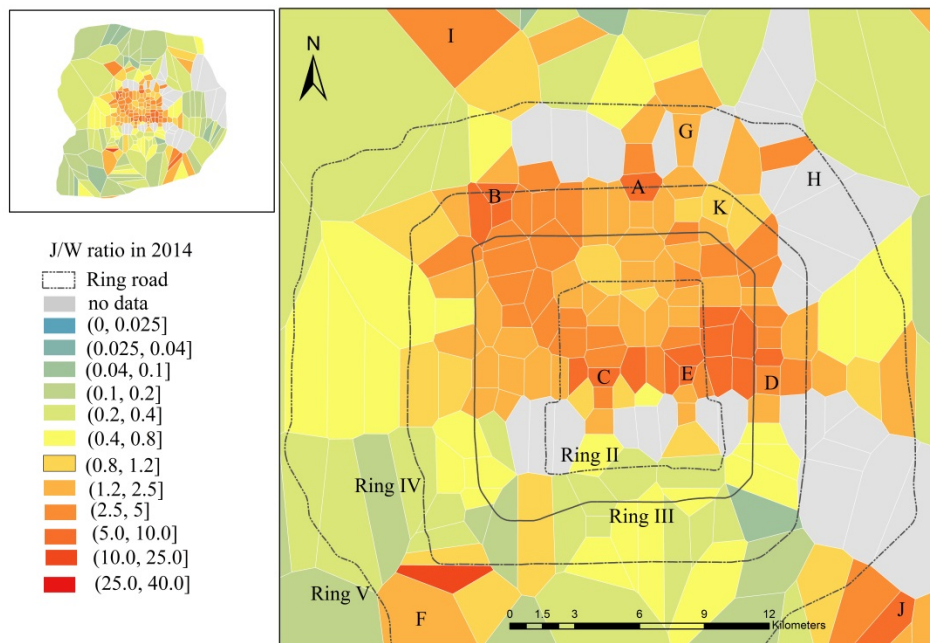 J/W ratio in 2014
Ring road
no data
(0, 0.025]
(0.025, 0.04]
(0.04, 0.1]
(0.1, 0.2]
(0.2, 0.4]
(0.4, 0.8]
(0.8, 1.2]
(1.2, 2.5]
(2.5, 5]
(5.0, 10.0]
(10.0, 25.0]
(25.0, 40.0]
N
I
G
H
A
B
K
C
E
D
Ring II
Ring IV
Ring III
Ring V
F
J
0 1.5 3 6 9 12
Kilometers